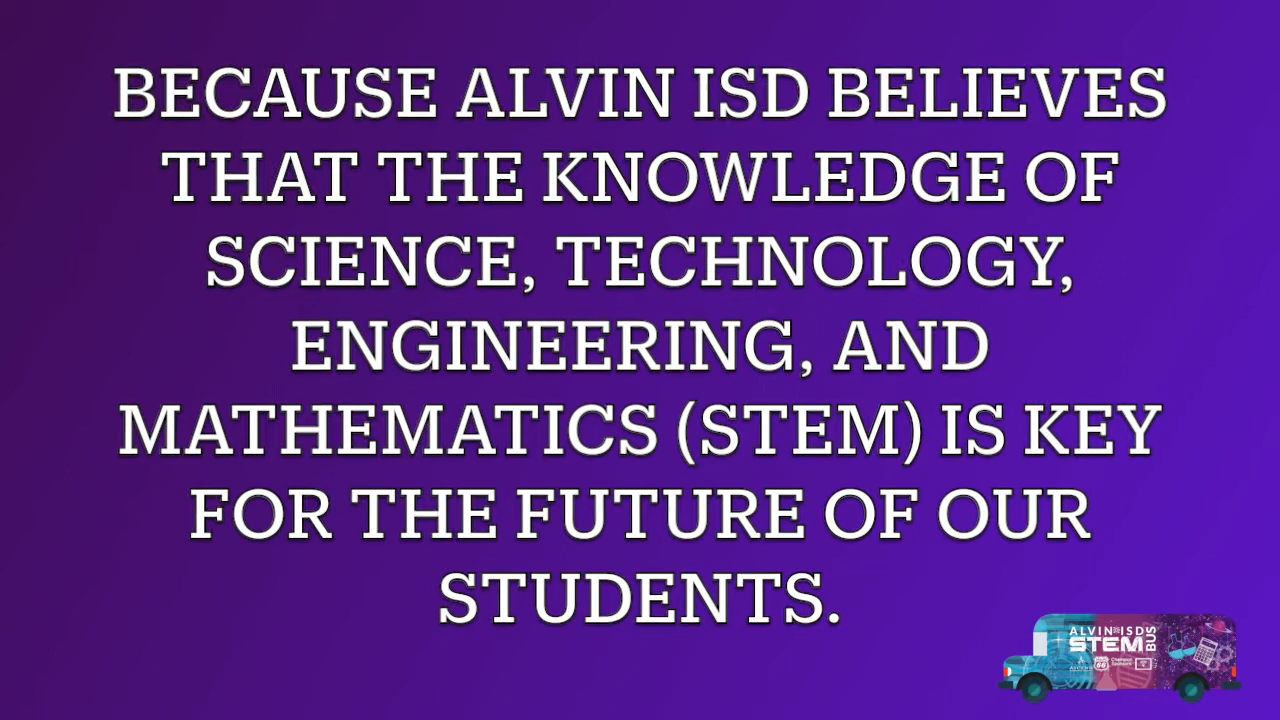 BECAUSE ALVIN ISD BELIEVES
THAT THE KNOWLEDGE OF
SCIENCE, TECHNOLOGY,
ENGINEERING, AND
MATHEMATICS (STEM) IS KEY
FOR THE FUTURE OF OUR
STUDENTS.
ALVIN ISD
STEM
BUS
66